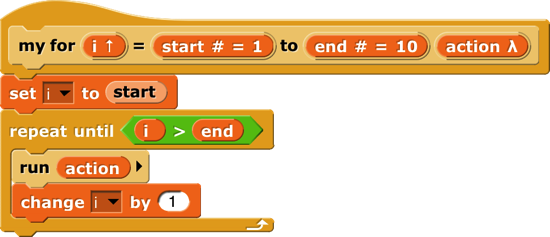 my for i ↑ = start # = 1 to end # = 10 action λ
set i to start
repeat until i > end
run action
change i by 1